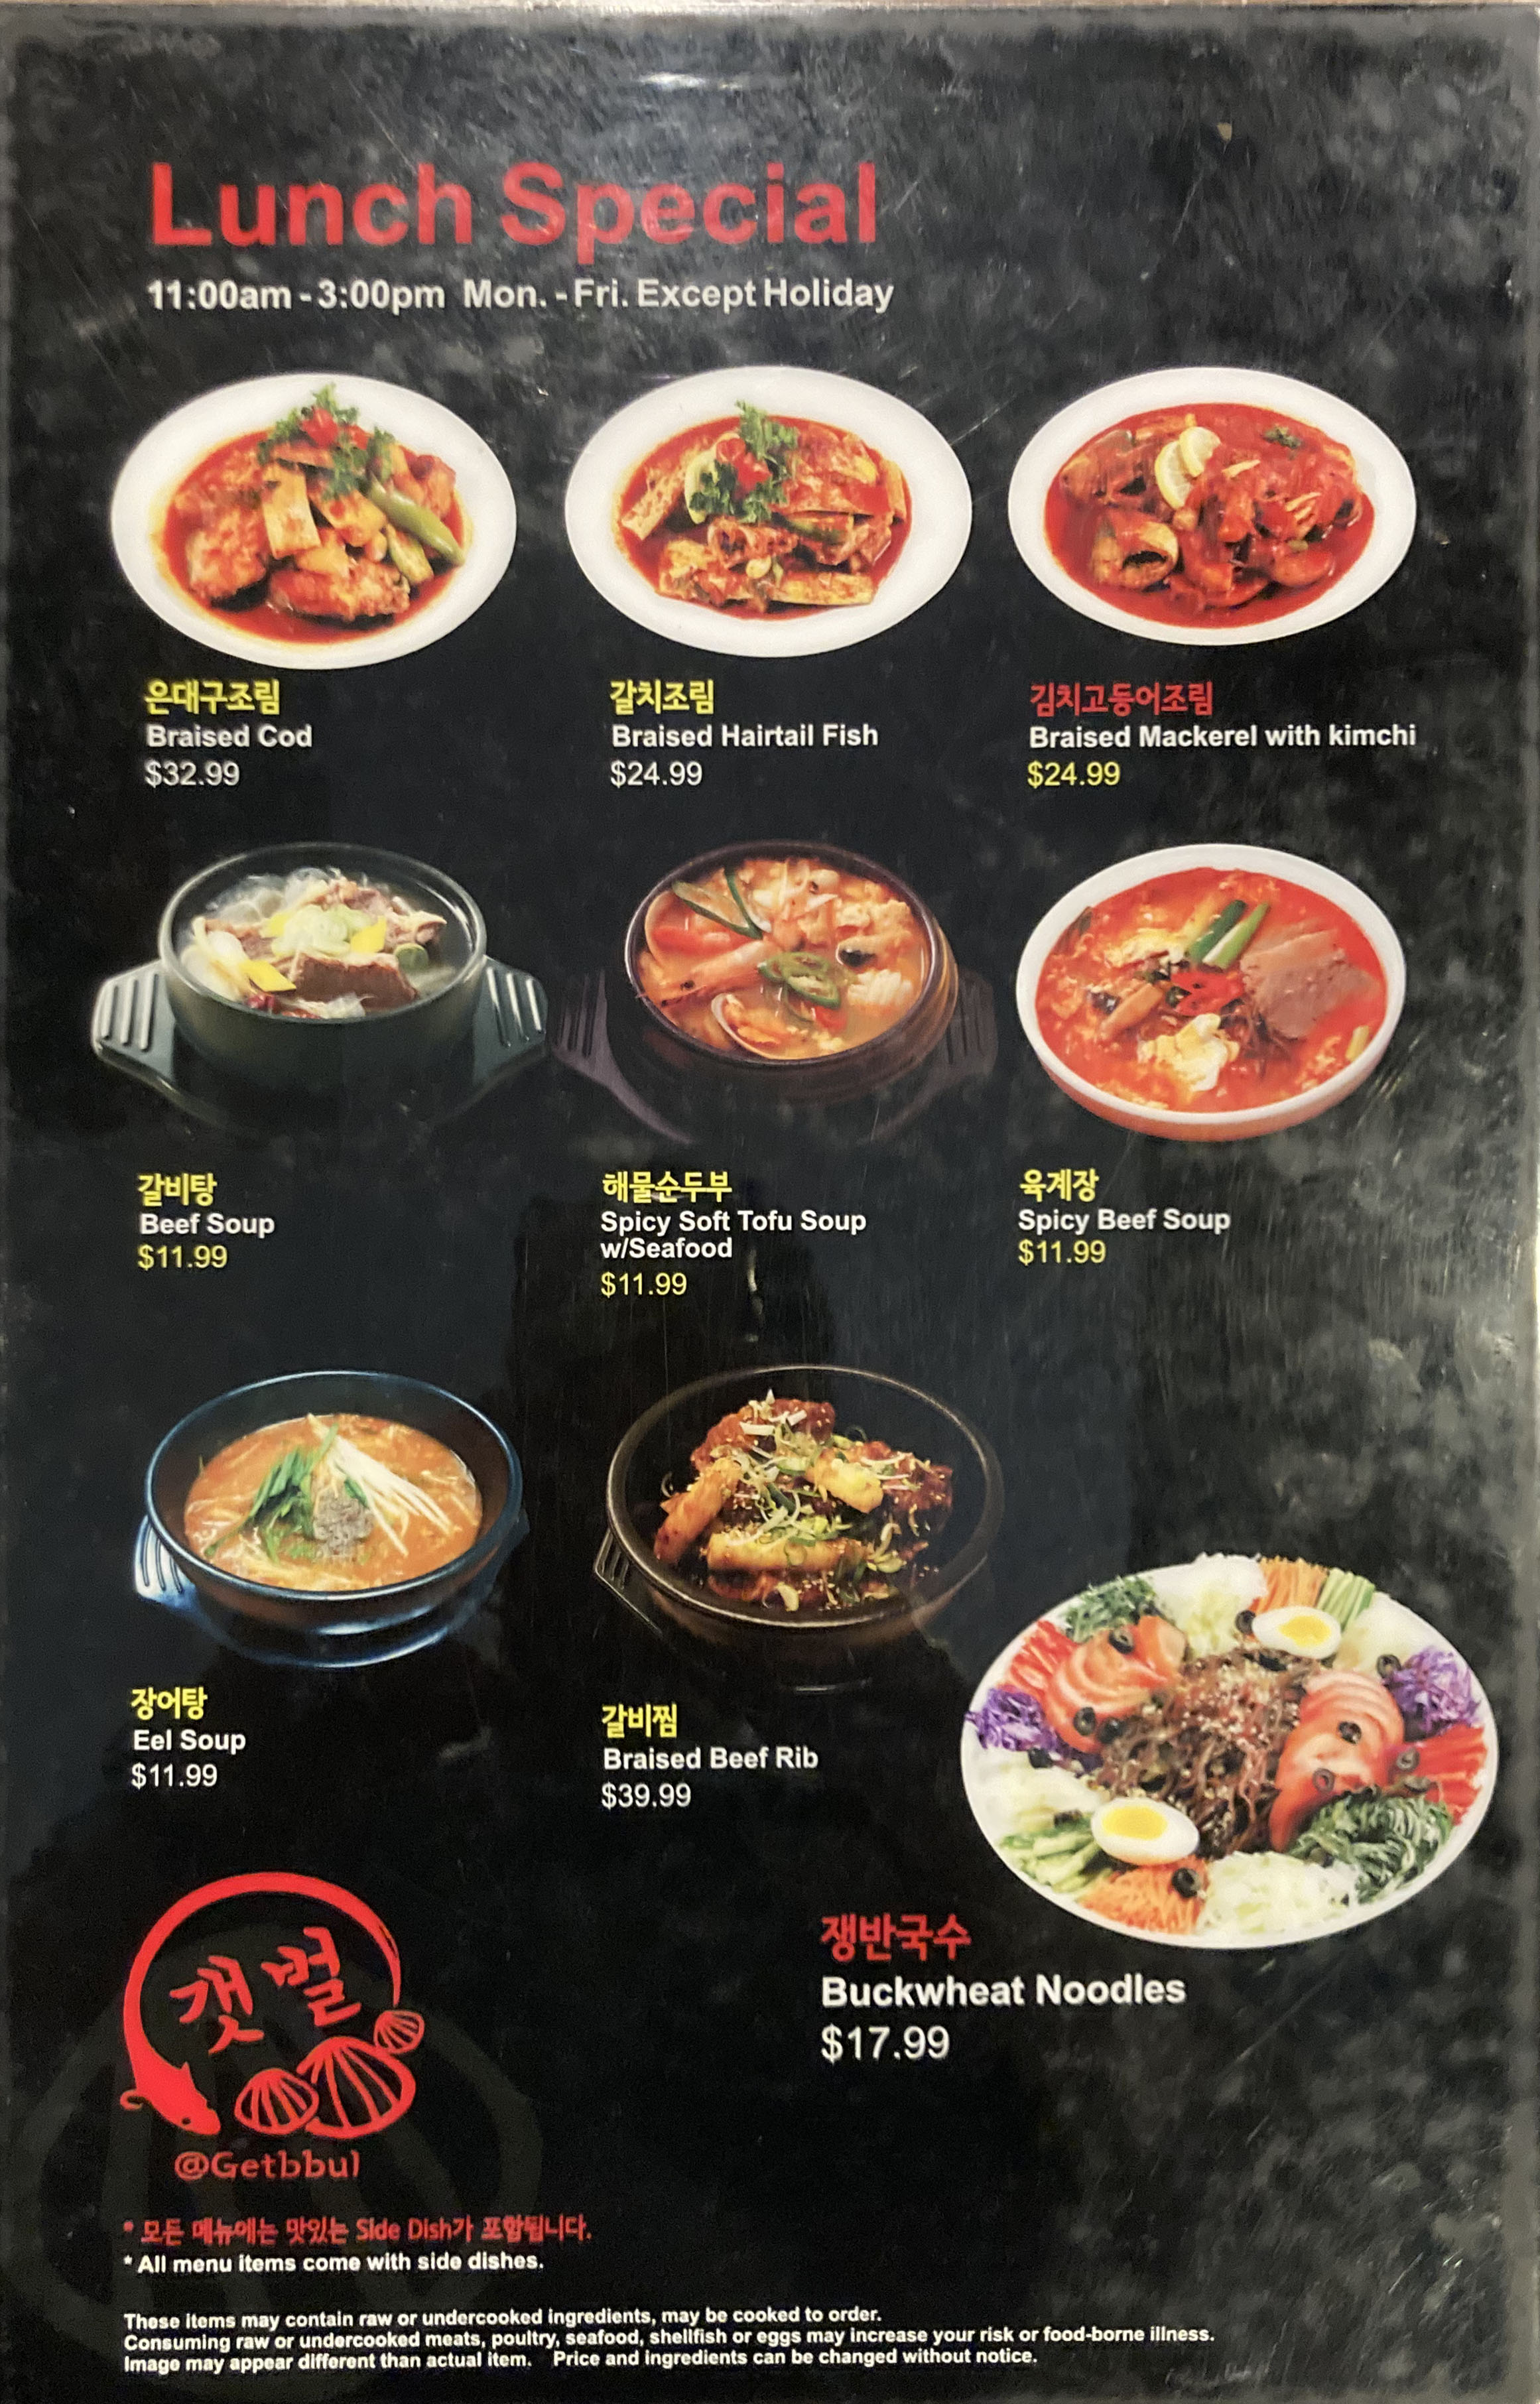 Lunch Special
11:00am - 3:00pm Mon. - Fri. Except Holiday
은대구조림
Braised Cod
$32.99
갈치조림
Braised Hairtail Fish
$24.99
김치고등어조림
Braised Mackerel with kimchi
$24.99
갈비탕
Beef Soup
$11.99
해물순두부
Spicy Soft Tofu Soup
w/Seafood
$11.99
육계장
Spicy Beef Soup
$11.99
장어탕
Eel Soup
$11.99
갈비찜
Braised Beef Rib
$39.99
쟁반국수
Buckwheat Noodles
$17.99
갯벌
@Getbbul
* 모든 메뉴에는 맛있는 Side Dish가 포함됩니다.
* All menu items come with side dishes.
These items may contain raw or undercooked ingredients, may be cooked to order.
Consuming raw or undercooked meats, poultry, seafood, shellfish or eggs may increase your risk or food-borne illness.
Image may appear different than actual item. Price and ingredients can be changed without notice.